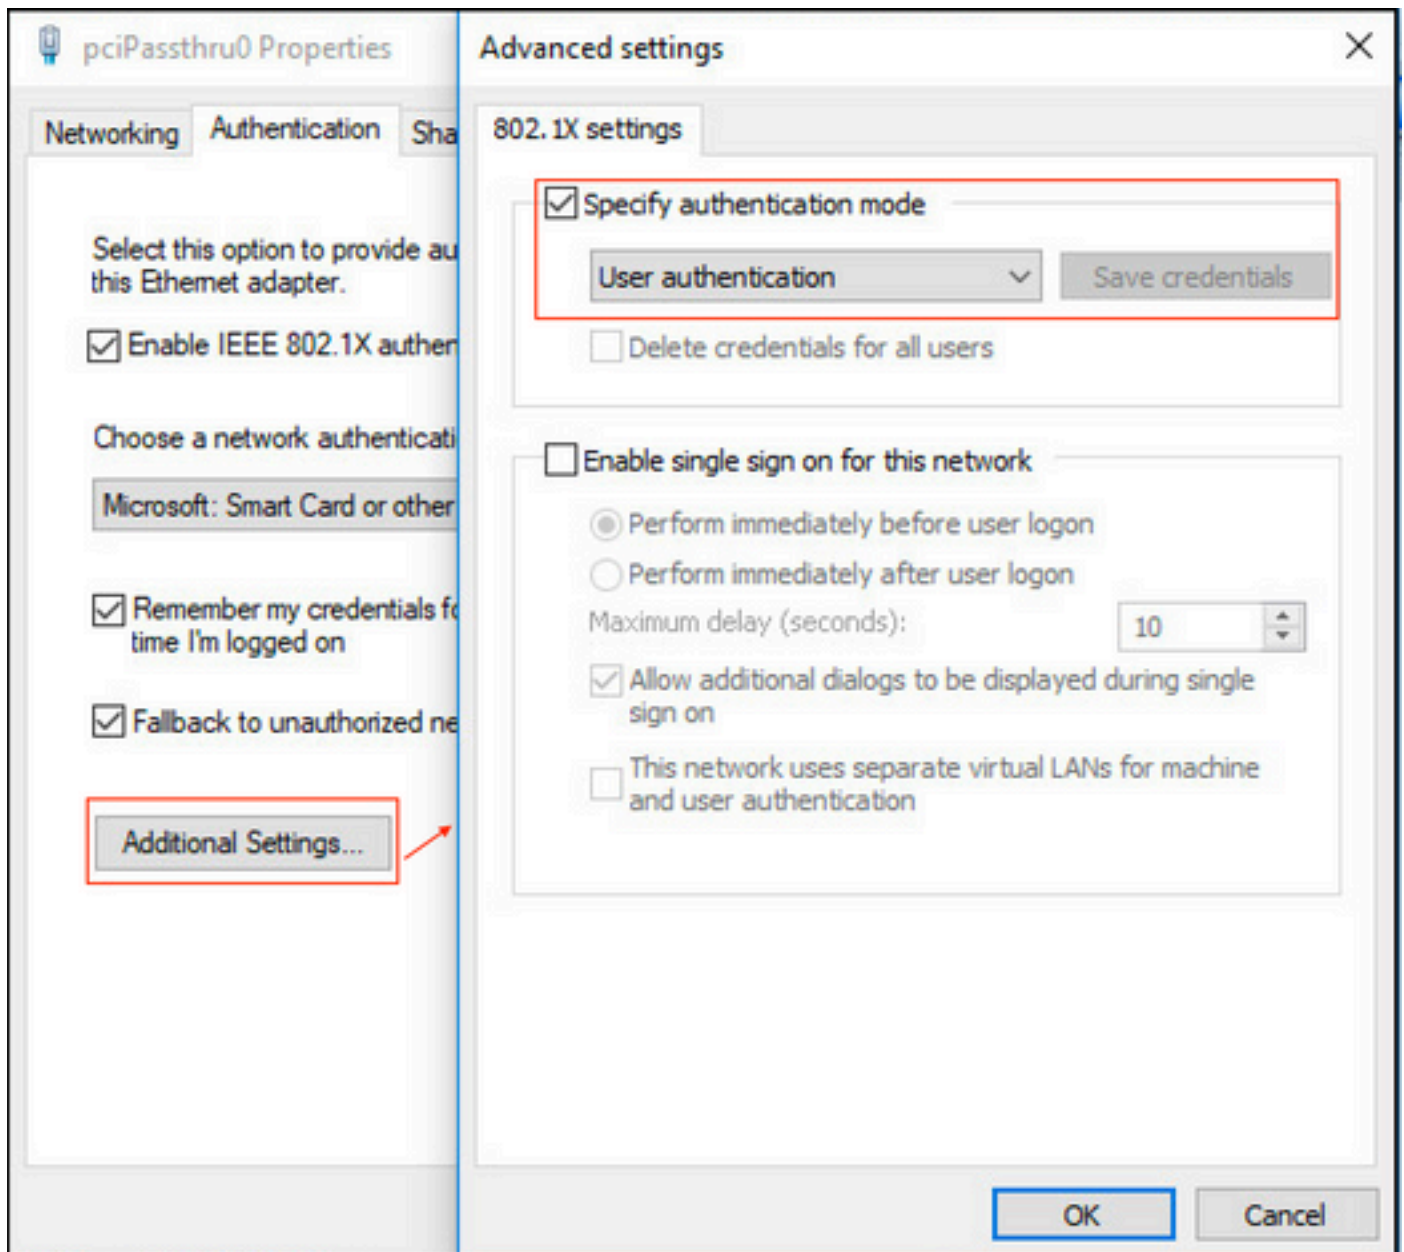 pciPassthru0 Properties
Networking
Authentication
Sha
Select this option to provide au
this Ethernet adapter.
Enable IEEE 802.1X authen
Choose a network authenticati
Microsoft: Smart Card or other
Remember my credentials fo
time I'm logged on
Fallback to unauthorized ne
Additional Settings...
Advanced settings
802.1X settings
Specify authentication mode
User authentication
Save credentials
Delete credentials for all users
Enable single sign on for this network
Perform immediately before user logon
Perform immediately after user logon
Maximum delay (seconds):
10
Allow additional dialogs to be displayed during single
sign on
This network uses separate virtual LANs for machine
and user authentication
OK
Cancel